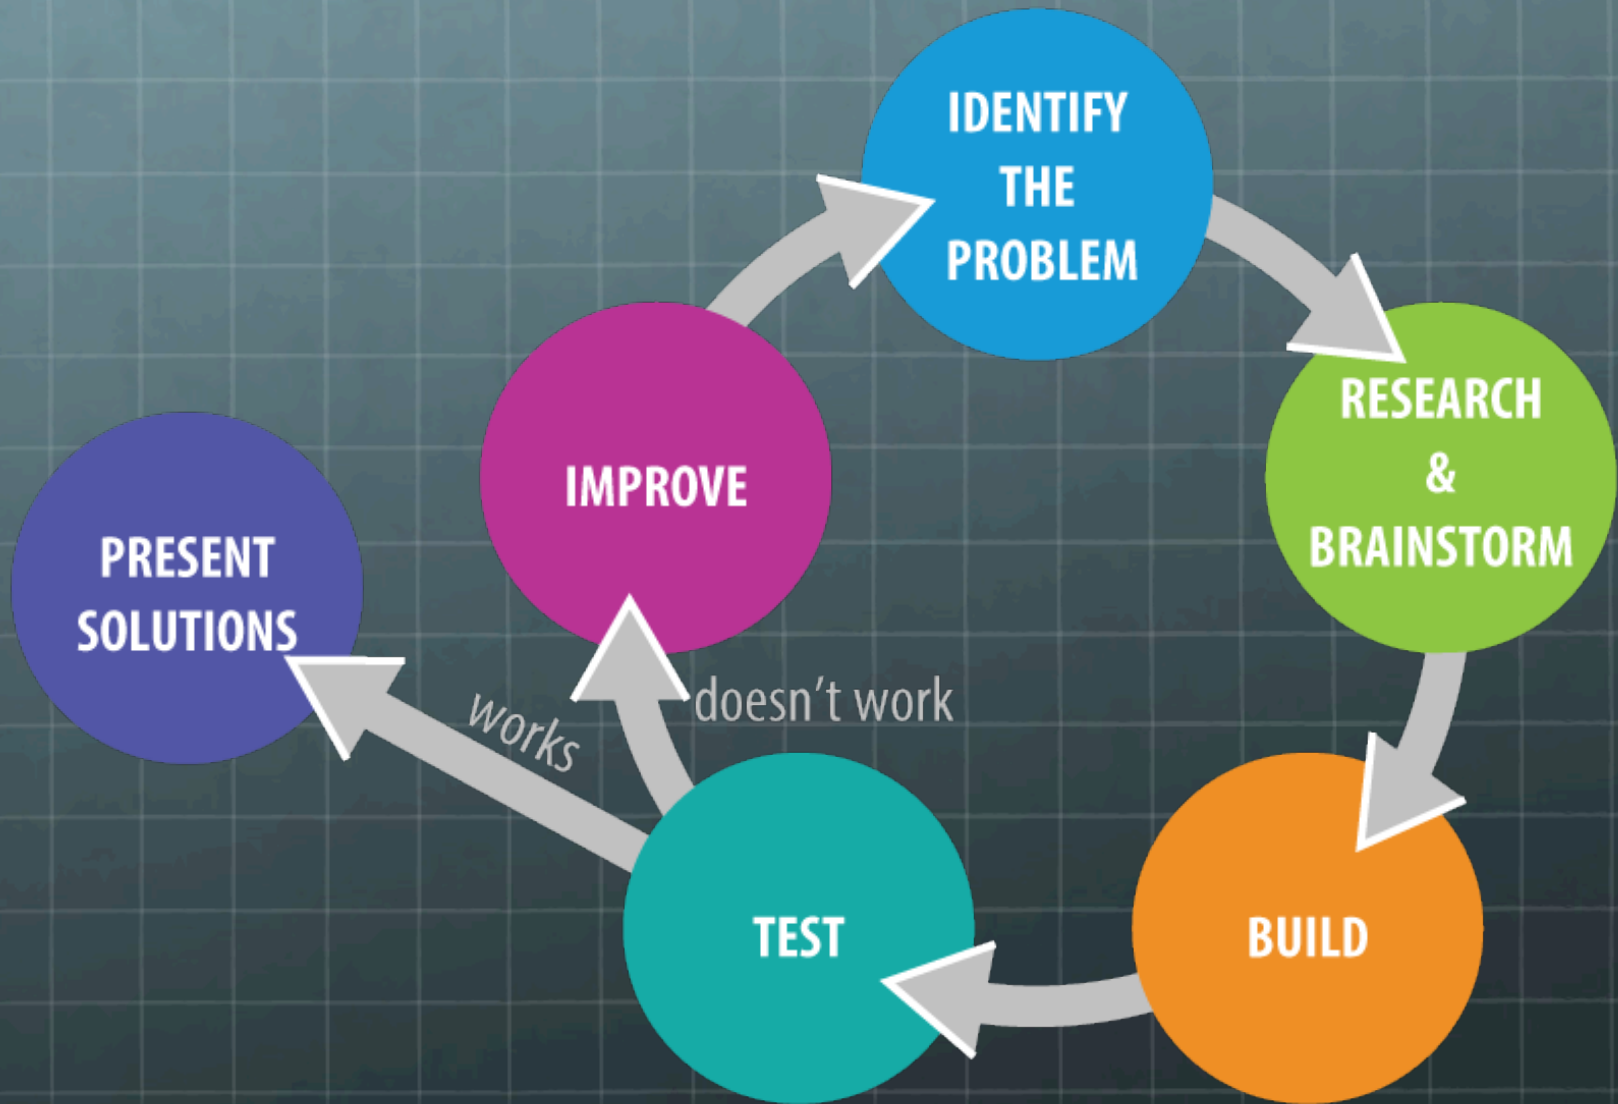 IDENTIFY
THE
PROBLEM
RESEARCH
&
BRAINSTORM
BUILD
TEST
doesn't work
IMPROVE
works
PRESENT
SOLUTIONS